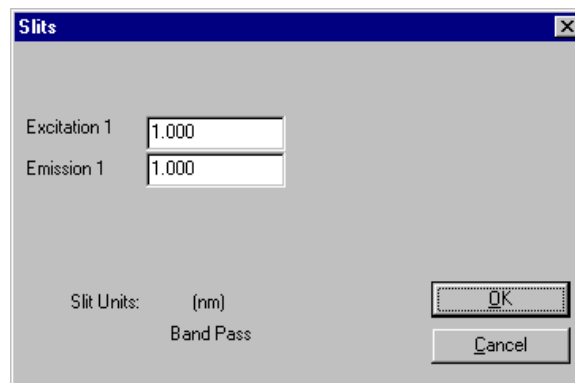 Slits
Excitation 1 1.000
Emission 1 1.000
Slit Units: (nm)
Band Pass
OK
Cancel